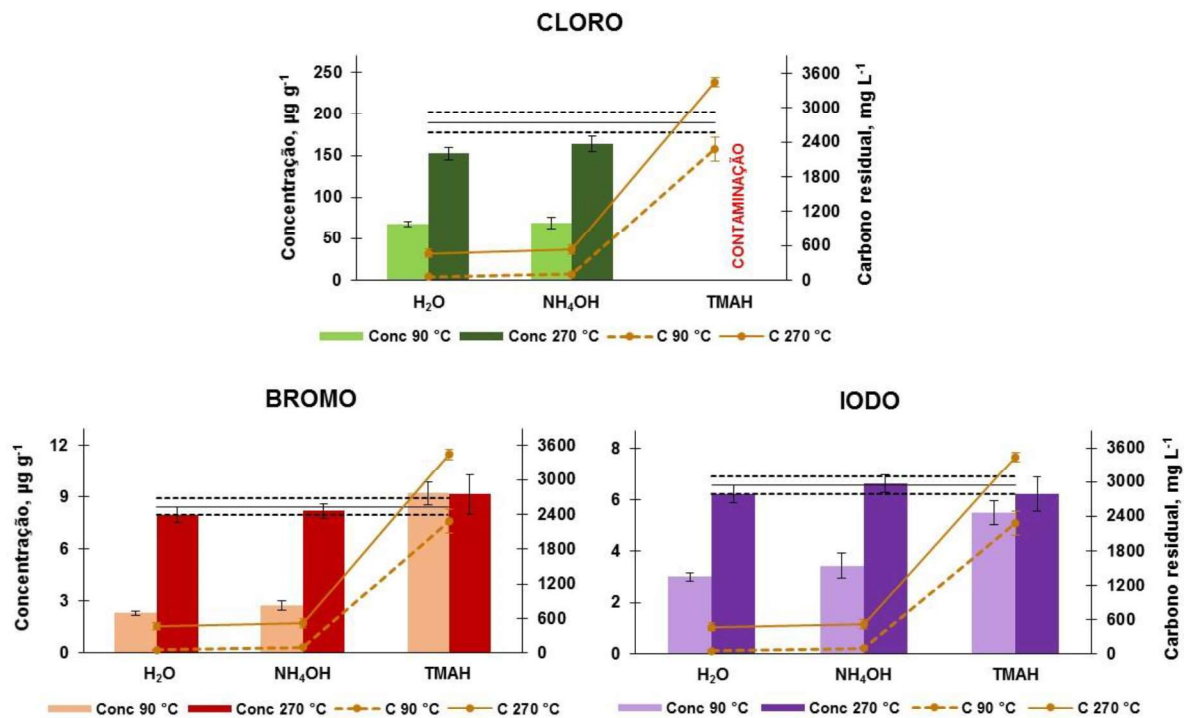 CLORO
Concentração, µg g⁻¹
250
200
150
100
50
0
3600
3000
2400
1800
1200
600
0
Carbono residual, mg L⁻¹
CONTAMINAÇÃO
H₂O NH₄OH TMAH
Conc 90 °C Conc 270 °C C 90 °C C 270 °C
BROMO
Concentração, µg g⁻¹
12
9
6
3
0
3600
3000
2400
1800
1200
600
0
H₂O NH₄OH TMAH
Conc 90 °C Conc 270 °C C 90 °C C 270 °C
IODO
8
6
4
2
0
3600
3000
2400
1800
1200
600
0
Carbono residual, mg L⁻¹
H₂O NH₄OH TMAH
Conc 90 °C Conc 270 °C C 90 °C C 270 °C